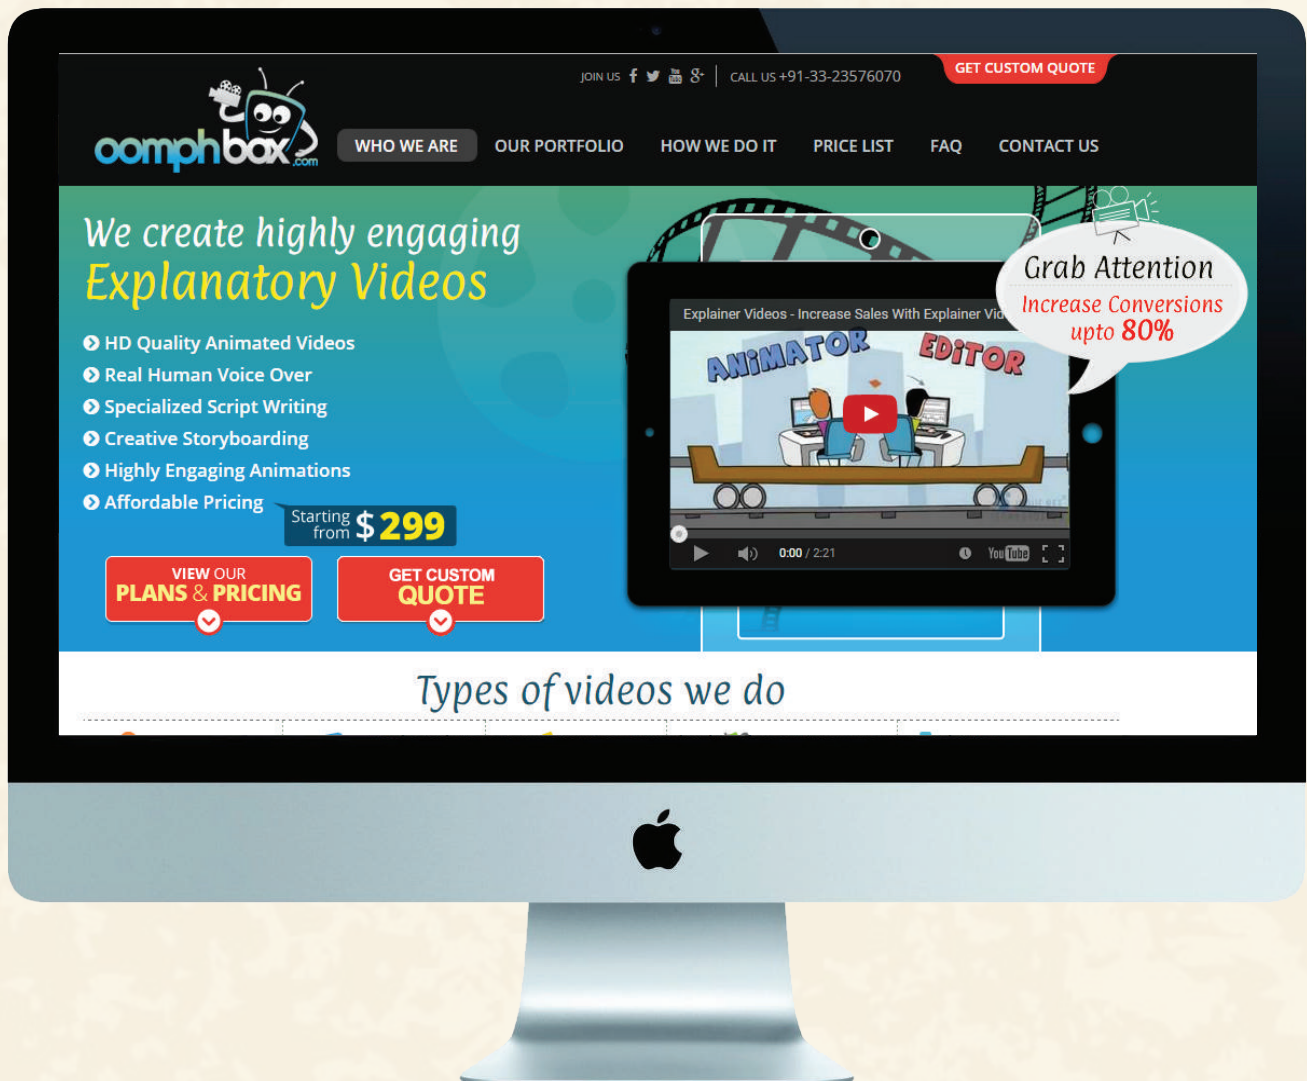 JOIN US
CALL US +91-33-23576070
GET CUSTOM QUOTE
oomphbox.com
WHO WE ARE
OUR PORTFOLIO
HOW WE DO IT
PRICE LIST
FAQ
CONTACT US
We create highly engaging
Explanatory Videos
HD Quality Animated Videos
Real Human Voice Over
Specialized Script Writing
Creative Storyboarding
Highly Engaging Animations
Affordable Pricing
Starting
from $299
VIEW OUR
PLANS & PRICING
GET CUSTOM
QUOTE
Explainer Videos - Increase Sales With Explainer
ANiMATOR
EDiTOR
0:00 / 2:21
YouTube
Grab Attention
Increase Conversions
upto 80%
Types of videos we do